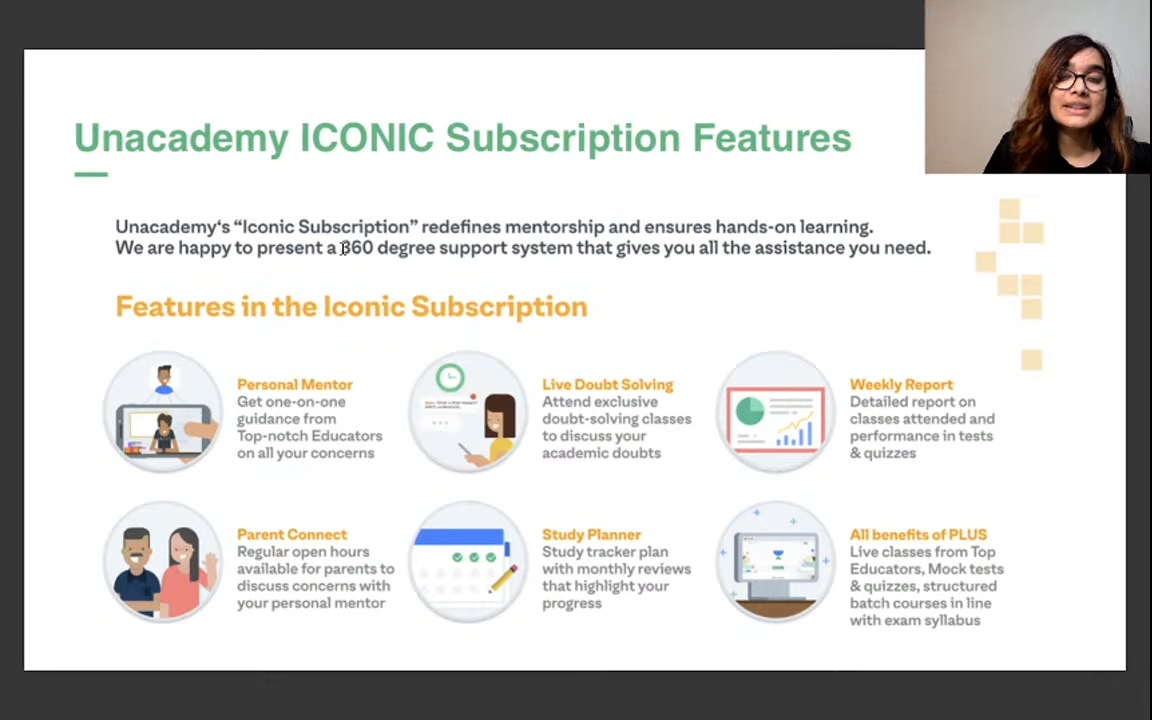 Unacademy ICONIC Subscription Features
Unacademy‘s “Iconic Subscription” redefines mentorship and ensures hands-on learning.
We are happy to present a 360 degree support system that gives you all the assistance you need.
Features in the Iconic Subscription
Personal Mentor
Get one-on-one
guidance from
Top-notch Educators
on all your concerns
Live Doubt Solving
Attend exclusive
doubt-solving classes
to discuss your
academic doubts
Weekly Report
Detailed report on
classes attended and
performance in tests
& quizzes
Parent Connect
Regular open hours
available for parents to
discuss concerns with
your personal mentor
Study Planner
Study tracker plan
with monthly reviews
that highlight your
progress
All benefits of PLUS
Live classes from Top
Educators, Mock tests
& quizzes, structured
batch courses in line
with exam syllabus